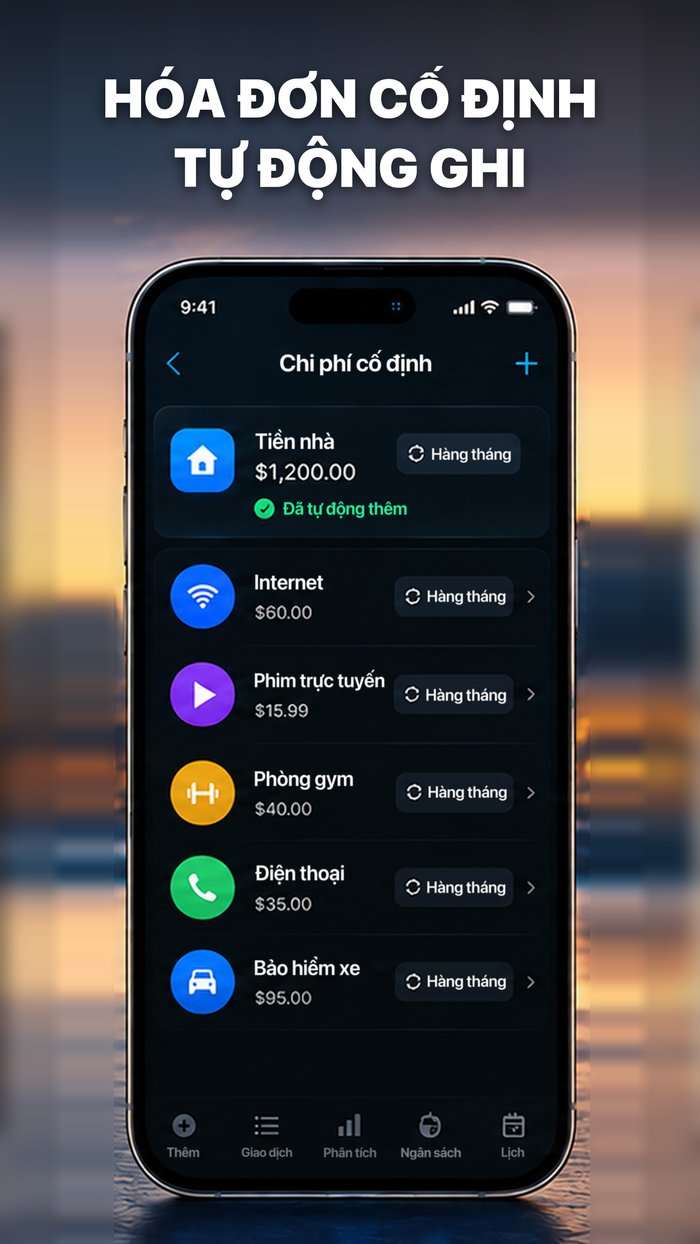 HÓA ĐƠN CỐ ĐỊNH
TỰ ĐỘNG GHI
9:41
Chi phí cố định
Tiền nhà
$1,200.00
Hàng tháng
Đã tự động thêm
Internet
$60.00
Hàng tháng
Phim trực tuyến
$15.99
Hàng tháng
Phòng gym
$40.00
Hàng tháng
Điện thoại
$35.00
Hàng tháng
Bảo hiểm xe
$95.00
Hàng tháng
Thêm
Giao dịch
Phân tích
Ngân sách
Lịch